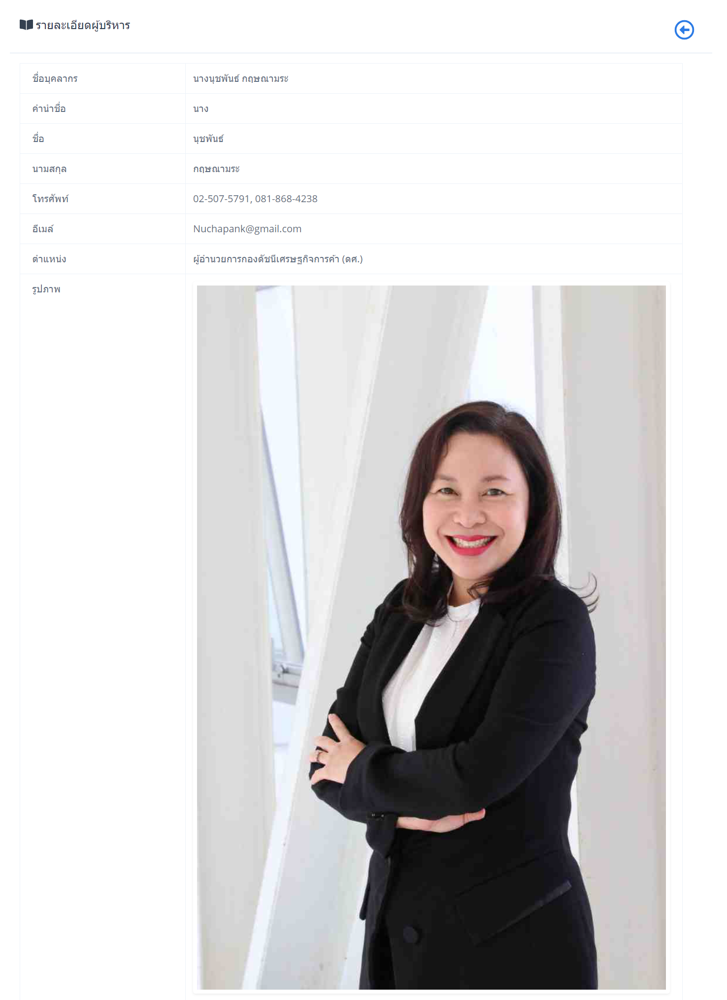 รายละเอียดผู้บริหาร
ชื่อบุคลากร นางนุชพันธ์ กฤษณามระ
คำนำชื่อ นาง
ชื่อ นุชพันธ์
นามสกุล กฤษณามระ
โทรศัพท์ 02-507-5791, 081-868-4238
อีเมล์ Nuchapank@gmail.com
ตำแหน่ง ผู้อำนวยการกองดัชนีเศรษฐกิจการค้า (ดศ.)
รูปภาพ